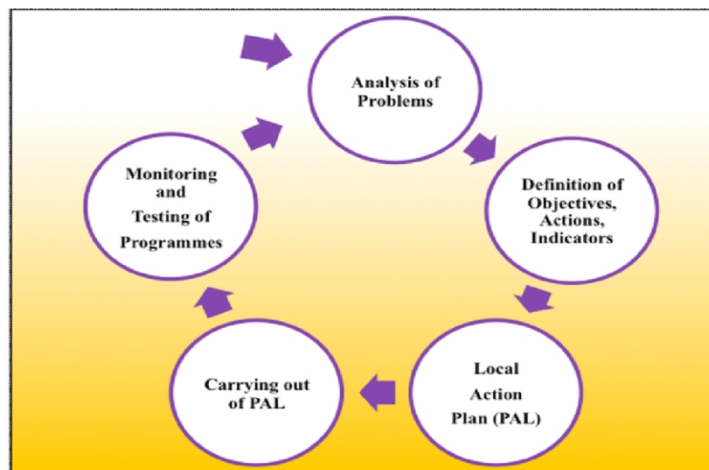 Analysis of
Problems
Definition of
Objectives,
Actions,
Indicators
Local
Action
Plan (PAL)
Carrying out
of PAL
Monitoring
and
Testing of
Programmes